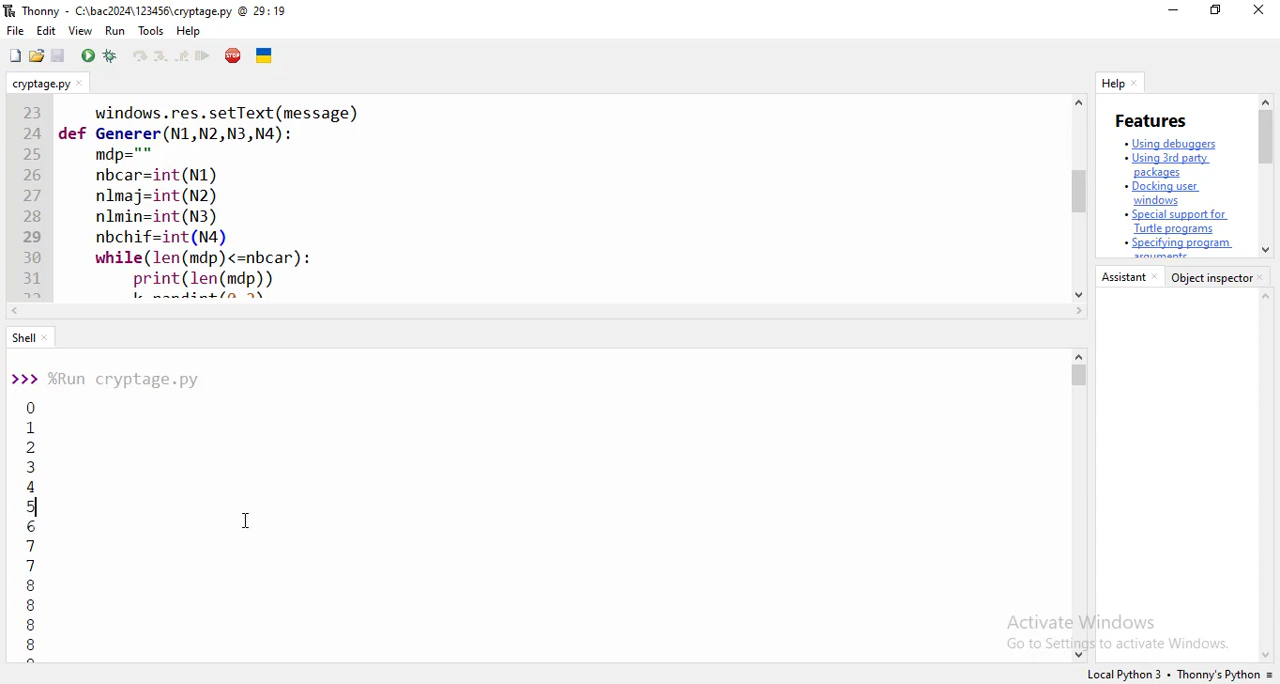 Thonny - C:\bac2024\123456\cryptage.py @ 29:19
File Edit View Run Tools Help
STOP
cryptage.py
23 windows.res.setText(message)
24 def Generer(N1,N2,N3,N4):
25 mdp=""
26 nbcar=int(N1)
27 nlmaj=int(N2)
28 nlmin=int(N3)
29 nbchif=int(N4)
30 while(len(mdp)<=nbcar):
31 print(len(mdp))
Shell
>>> %Run cryptage.py
0
1
2
3
4
5
6
7
7
8
8
8
8
Help
Features
• Using debuggers
• Using 3rd party
packages
• Docking user
windows
• Special support for
Turtle programs
• Specifying program
arguments
Assistant Object inspector
Activate Windows
Go to Settings to activate Windows.
Local Python 3 • Thonny's Python ≡